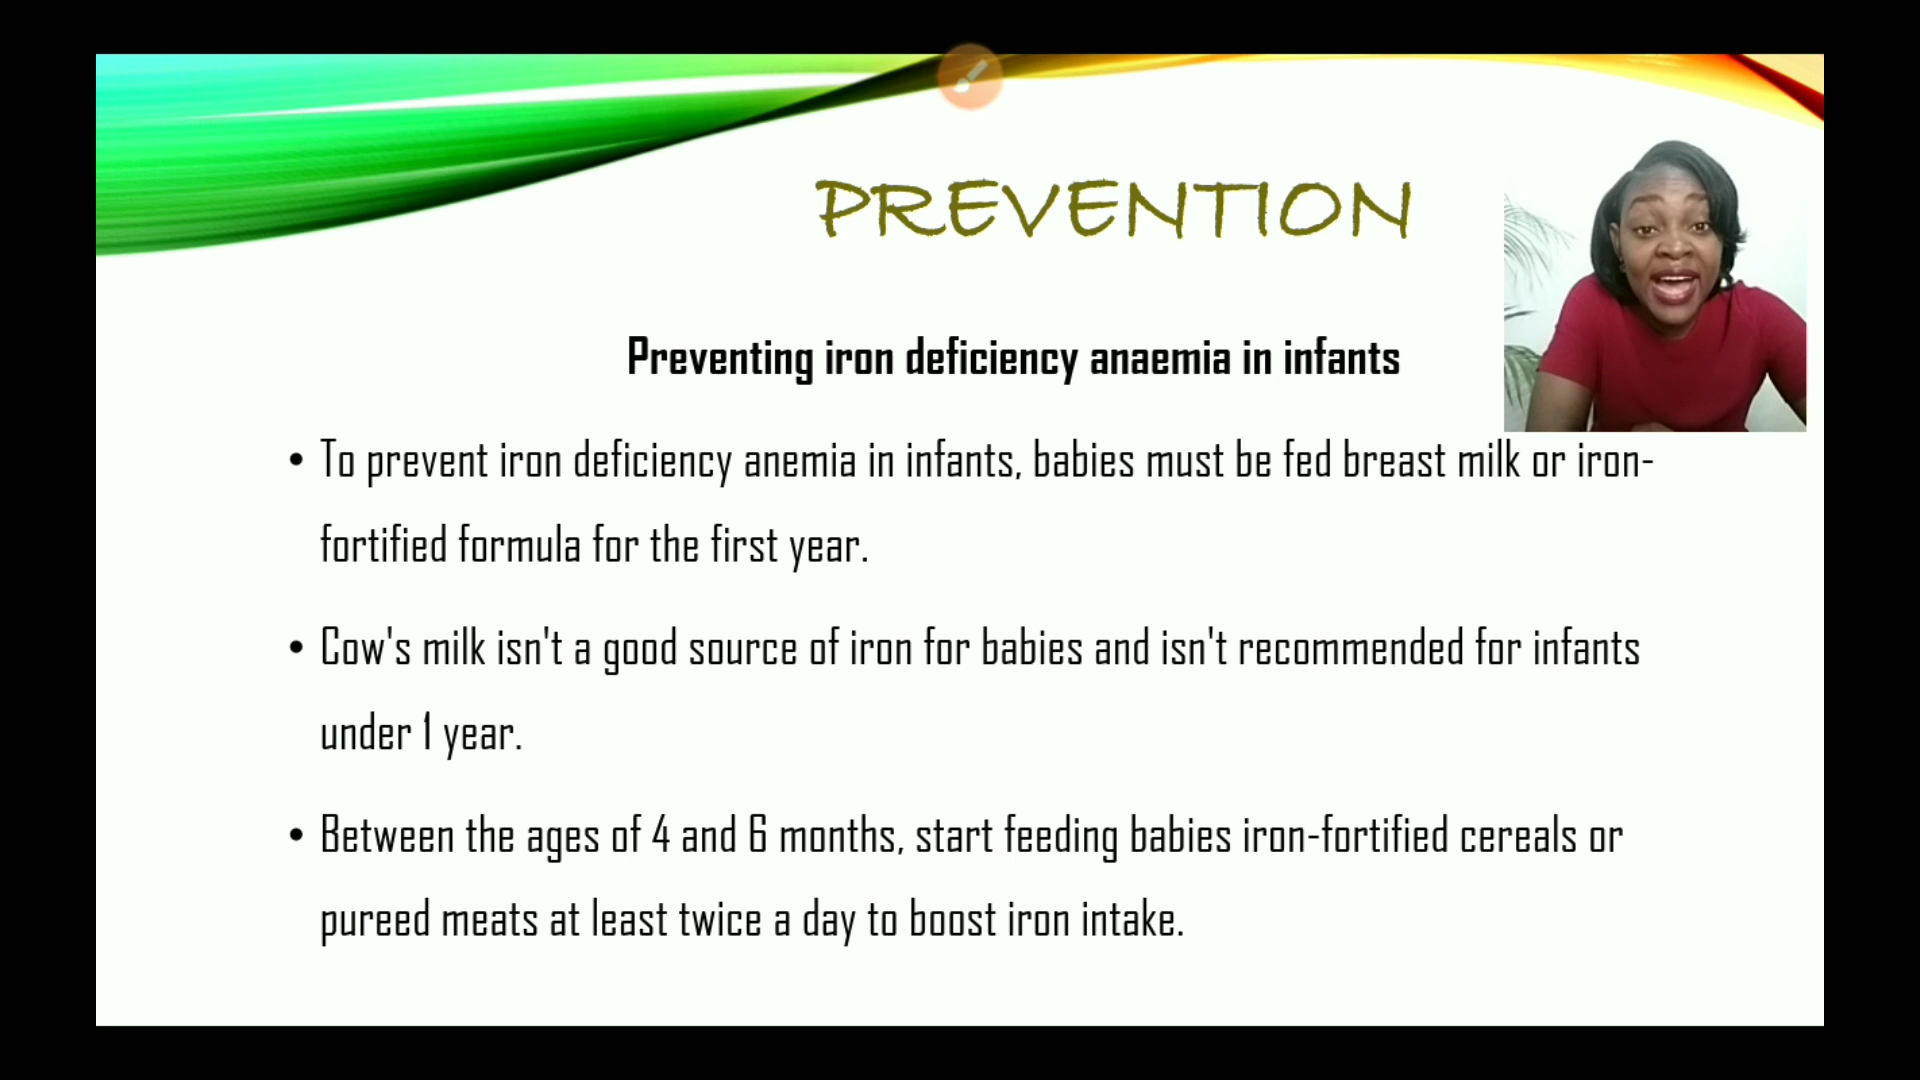 PREVENTION
Preventing iron deficiency anaemia in infants
• To prevent iron deficiency anemia in infants, babies must be fed breast milk or iron-
fortified formula for the first year.
• Cow's milk isn't a good source of iron for babies and isn't recommended for infants
under 1 year.
• Between the ages of 4 and 6 months, start feeding babies iron-fortified cereals or
pureed meats at least twice a day to boost iron intake.